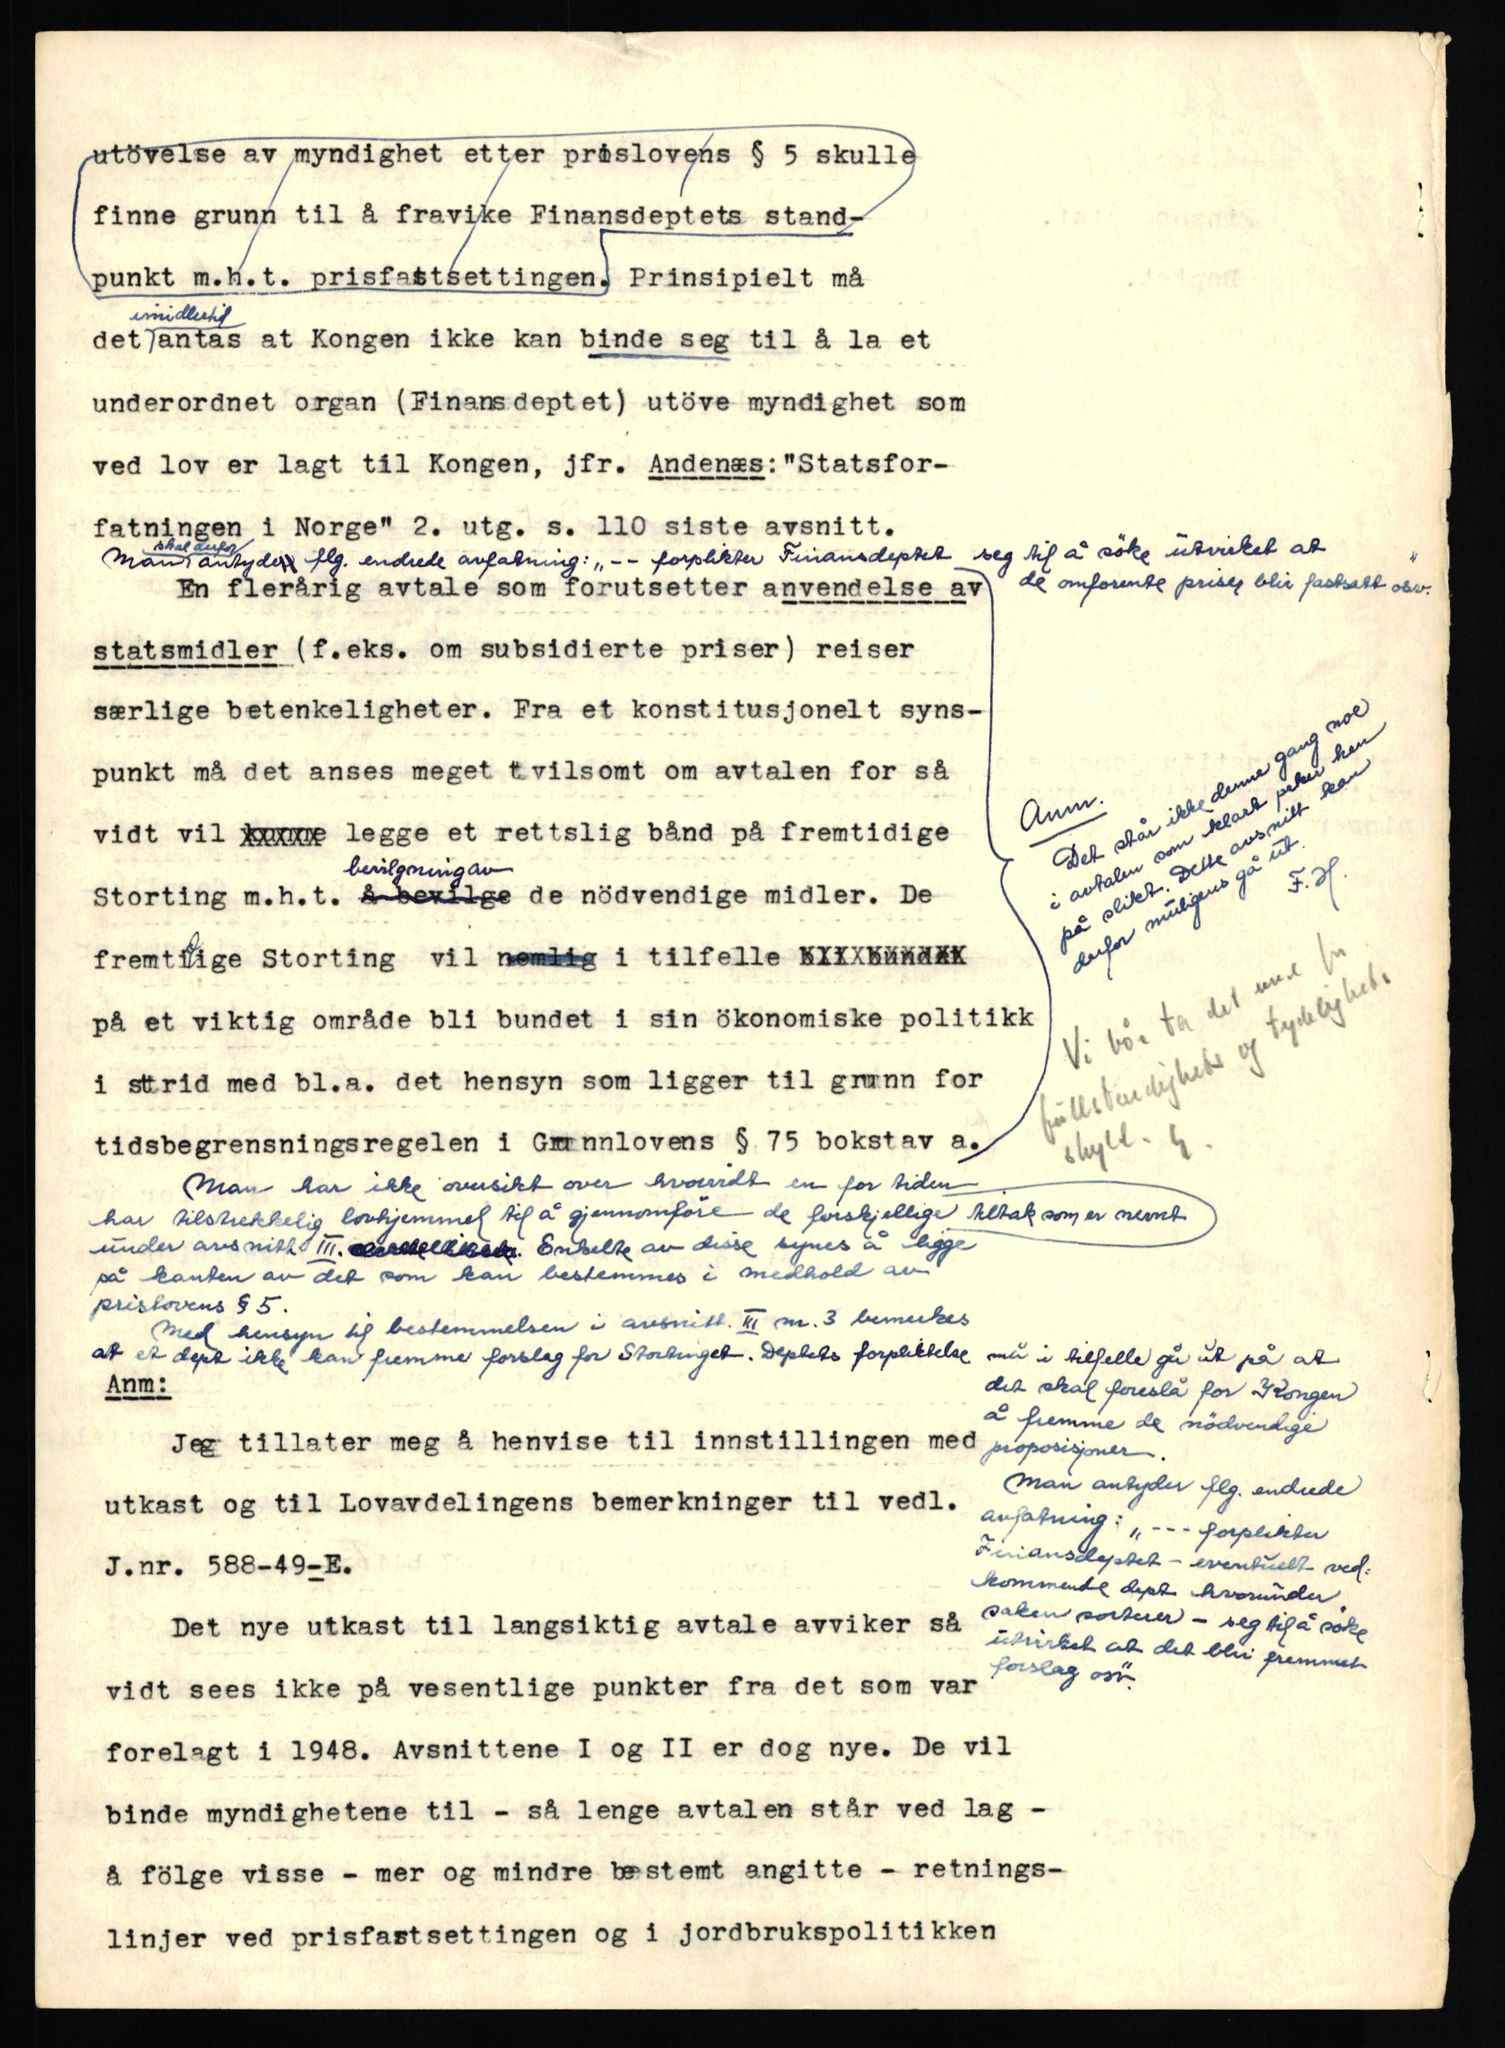 utövelse av myndighet etter prislovens § 5 skulle
finne grunn til å fravike Finansdeptets stand-
punkt m.h.t. prisfastsettingen. Prinsipielt må
imidlertid
det antas at Kongen ikke kan binde seg til å la et
underordnet organ (Finansdeptet) utöve myndighet som
ved lov er lagt til Kongen, jfr. Andenæs: "Statsfor-
fatningen i Norge" 2. utg. s. 110 siste avsnitt.
skal derfor
Man antyde flg. endrede avfatning: „-- forplikter Finansdeptet seg til å söke utvirket at
de omforente priser blir fastsatt osv."
En flerårig avtale som forutsetter anvendelse av
statsmidler (f.eks. om subsidierte priser) reiser
særlige betenkeligheter. Fra et konstitusjonelt syns-
punkt må det anses meget tvilsomt om avtalen for så
vidt vil xxxxxx legge et rettslig bånd på fremtidige
bevilgning av
Storting m.h.t. å bevilge de nödvendige midler. De
fremtidige Storting vil nemlig i tilfelle bli bundet
på et viktig område bli bundet i sin ökonomiske politikk
i strid med bl.a. det hensyn som ligger til grunn for
tidsbegrensningsregelen i Grunnlovens § 75 bokstav a.
Anm.
Det står ikke denne gang noe
i avtalen som klart peker hen
på slikt. Dette avsnitt kan
derfor muligens gå ut.
F. H.
Vi bör ta det med for
fullstendighets og tydelighets
skyld.
Man har ikke oversikt over hvorvidt en for tiden
har tilstrekkelig lovhjemmel til å gjennomföre de forskjellige tiltak som er nevnt
under avsnitt III. Enkelte av disse synes å ligge
på kanten av det som kan bestemmes i medhold av
prislovens § 5.
Med hensyn til bestemmelsen i avsnitt III nr. 3 bemerkes
at et dept ikke kan fremme forslag for Stortinget. Deptets forpliktelse må i tilfelle gå ut på at
det skal foreslå for Kongen
å fremme de nödvendige
proposisjoner.
Man antyder flg. endrede
avfatning: „--- forplikter
Finansdeptet - eventuelt ved-
kommende dept hvorunder
saken sorterer - seg til å söke
utvirket at det blir fremmet
forslag osv."
Anm:
Jeg tillater meg å henvise til innstillingen med
utkast og til Lovavdelingens bemerkninger til vedl.
J.nr. 588-49-E.
Det nye utkast til langsiktig avtale avviker så
vidt sees ikke på vesentlige punkter fra det som var
forelagt i 1948. Avsnittene I og II er dog nye. De vil
binde myndighetene til - så lenge avtalen står ved lag -
å fölge visse - mer og mindre bestemt angitte - retnings-
linjer ved prisfastsettingen og i jordbrukspolitikken